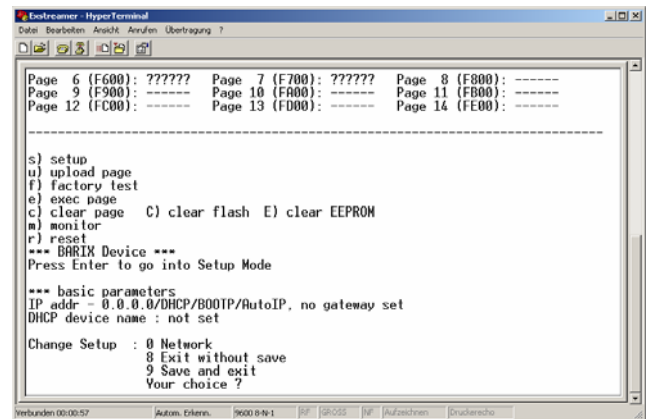 Exstreamer - HyperTerminal
Datei Bearbeiten Ansicht Anrufen Übertragung ?
Page 6 (F600): ?????? Page 7 (F700): ?????? Page 8 (F800): ------
Page 9 (F900): ------ Page 10 (FA00): ------ Page 11 (FB00): ------
Page 12 (FC00): ------ Page 13 (FD00): ------ Page 14 (FE00): ------
-------------------------------------------------------------------------------
s) setup
u) upload page
f) factory test
e) exec page
c) clear page C) clear flash E) clear EEPROM
m) monitor
r) reset
*** BARIX Device ***
Press Enter to go into Setup Mode
*** basic parameters
IP addr - 0.0.0.0/DHCP/BOOTP/AutoIP, no gateway set
DHCP device name : not set
Change Setup : 0 Network
8 Exit without save
9 Save and exit
Your choice ?
Verbunden 00:00:57 Autom. Erkenn. 9600 8-N-1 RF GROSS NF Aufzeichnen Druckerecho